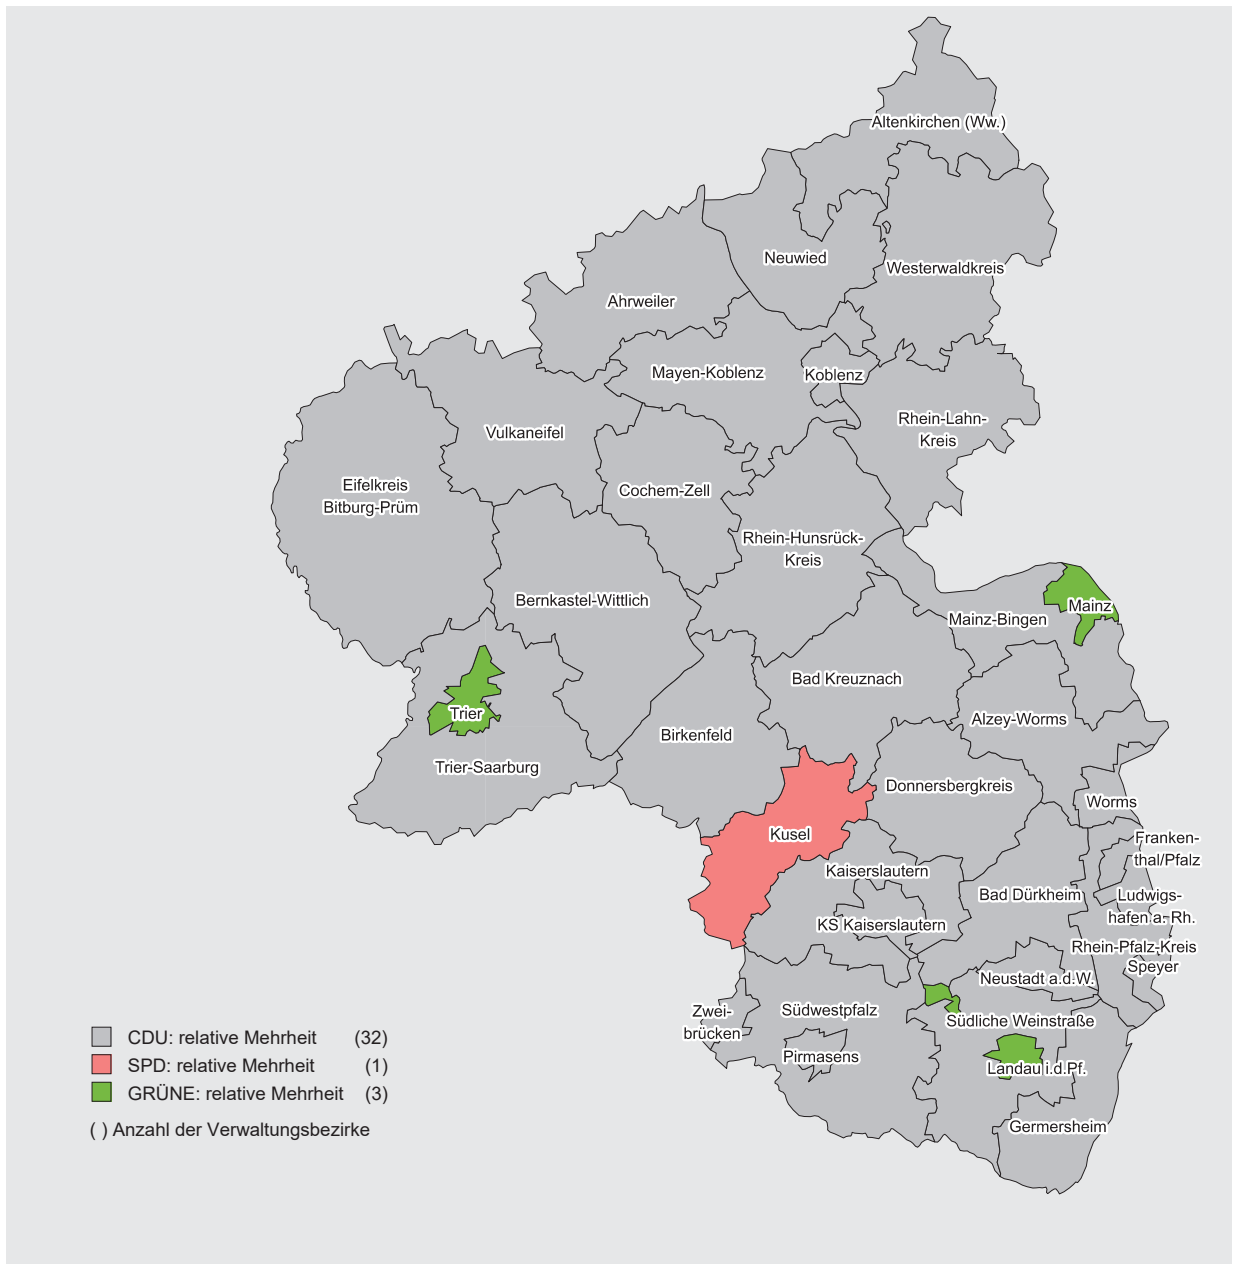 Altenkirchen (Ww.)
Neuwied
Westerwaldkreis
Ahrweiler
Mayen-Koblenz
Koblenz
Rhein-Lahn-
Kreis
Vulkaneifel
Cochem-Zell
Eifelkreis
Bitburg-Prüm
Rhein-Hunsrück-
Kreis
Bernkastel-Wittlich
Mainz
Mainz-Bingen
Bad Kreuznach
Trier
Alzey-Worms
Birkenfeld
Trier-Saarburg
Donnersbergkreis
Worms
Kusel
Franken-
thal/Pfalz
Kaiserslautern
Bad Dürkheim
Ludwigs-
hafen a. Rh.
KS Kaiserslautern
Rhein-Pfalz-Kreis
Speyer
Neustadt a.d.W.
Zwei-
brücken
Südwestpfalz
Südliche Weinstraße
Pirmasens
Landau i.d.Pf.
Germersheim
CDU: relative Mehrheit (32)
SPD: relative Mehrheit (1)
GRÜNE: relative Mehrheit (3)
( ) Anzahl der Verwaltungsbezirke